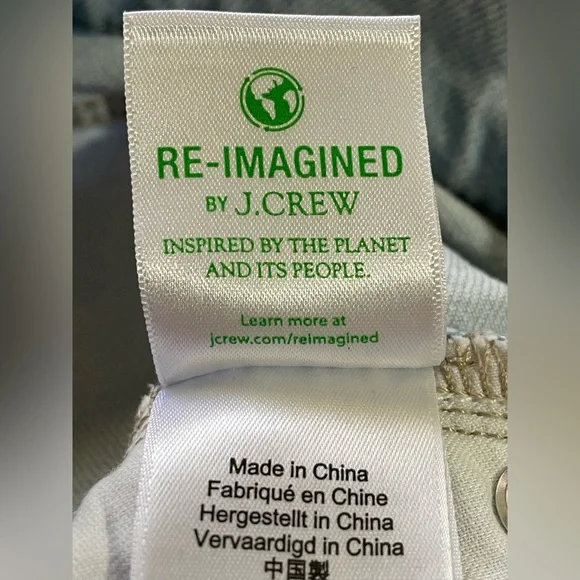 RE-IMAGINED
BY J.CREW
INSPIRED BY THE PLANET
AND ITS PEOPLE.
Learn more at
jcrew.com/reimagined
Made in China
Fabriqué en Chine
Hergestellt in China
Vervaardigd in China
中国製